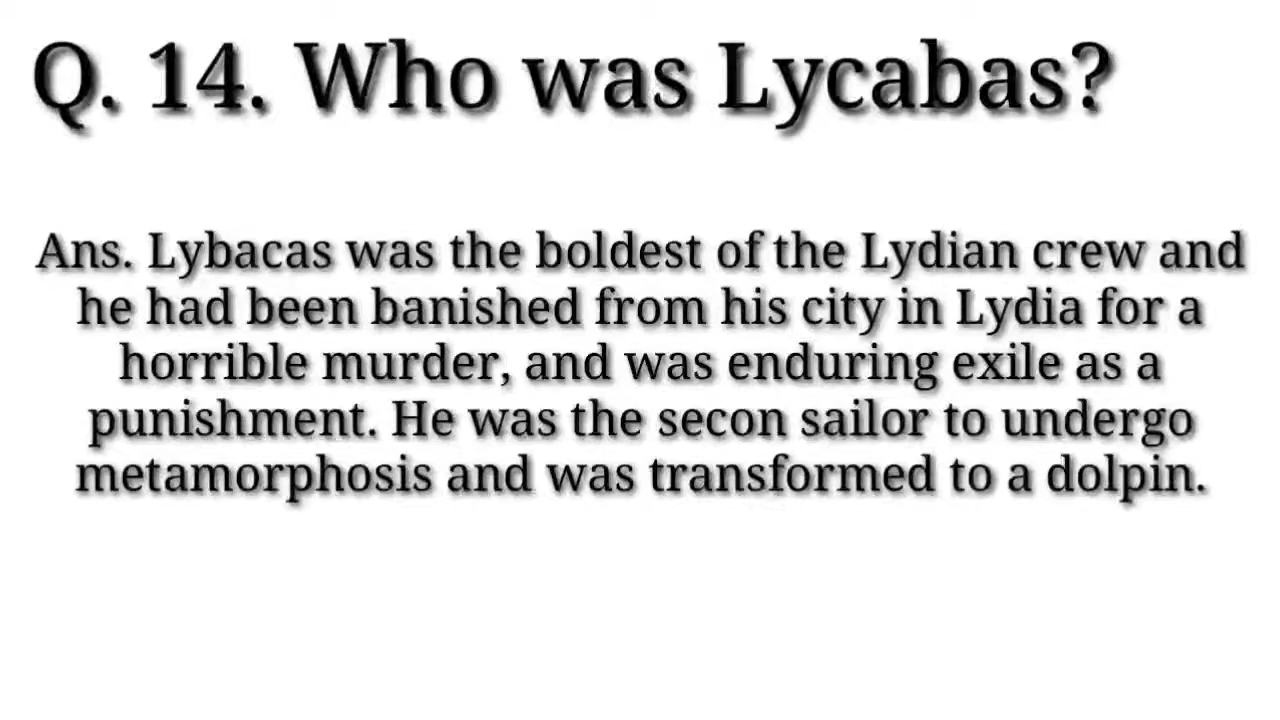 Q. 14. Who was Lycabas?
Ans. Lybacas was the boldest of the Lydian crew and
he had been banished from his city in Lydia for a
horrible murder, and was enduring exile as a
punishment. He was the secon sailor to undergo
metamorphosis and was transformed to a dolpin.